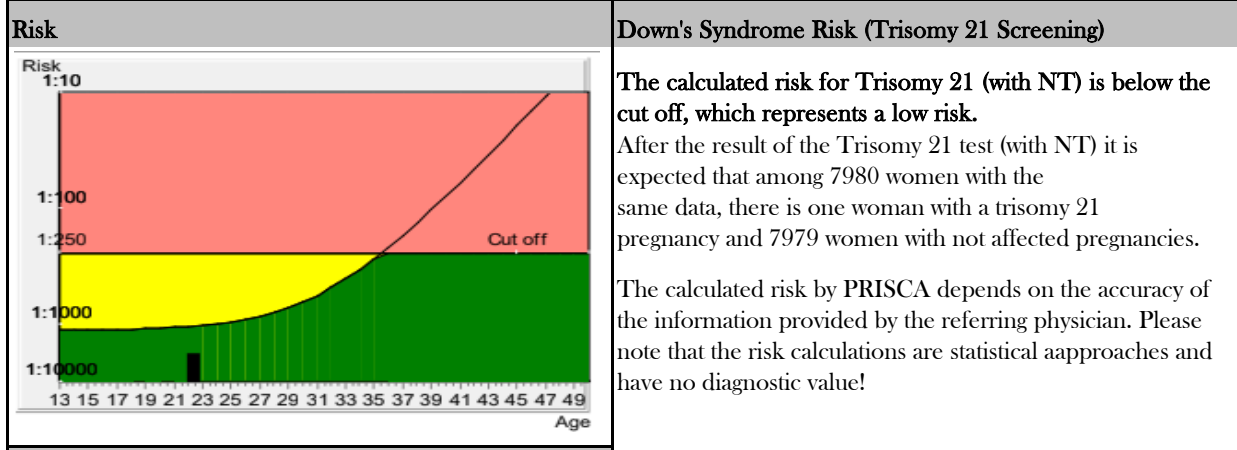 Risk
Risk
1:10
1:100
1:250
Cut off
1:1000
1:10000
13 15 17 19 21 23 25 27 29 31 33 35 37 39 41 43 45 47 49
Age
Down's Syndrome Risk (Trisomy 21 Screening)
The calculated risk for Trisomy 21 (with NT) is below the
cut off, which represents a low risk.
After the result of the Trisomy 21 test (with NT) it is
expected that among 7980 women with the
same data, there is one woman with a trisomy 21
pregnancy and 7979 women with not affected pregnancies.
The calculated risk by PRISCA depends on the accuracy of
the information provided by the referring physician. Please
note that the risk calculations are statistical aapproaches and
have no diagnostic value!